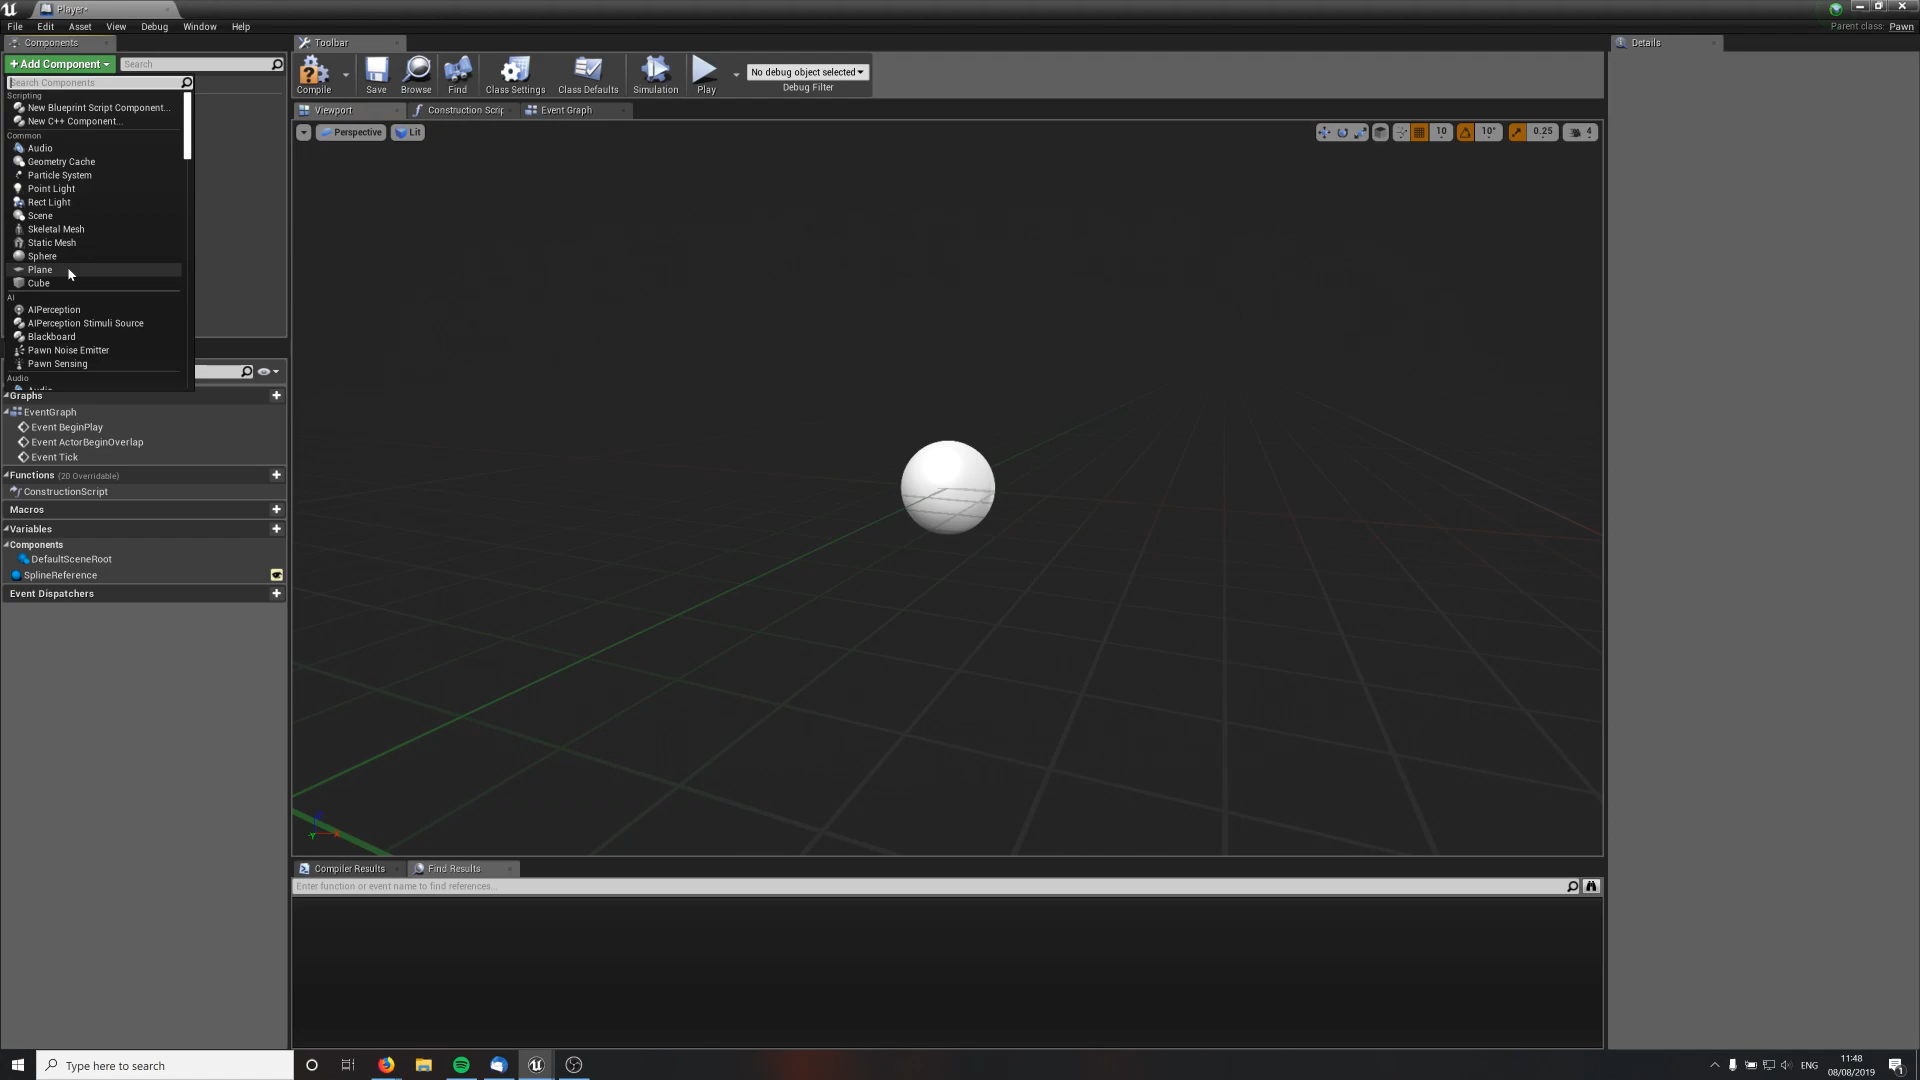 Player*
File Edit Asset View Debug Window Help
Parent class: Pawn
Components
Toolbar
Details
+ Add Component
Search
Search Components
Scripting
New Blueprint Script Component...
New C++ Component...
Common
Audio
Geometry Cache
Particle System
Point Light
Rect Light
Scene
Skeletal Mesh
Static Mesh
Sphere
Plane
Cube
AI
AIPerception
AIPerception Stimuli Source
Blackboard
Pawn Noise Emitter
Pawn Sensing
Audio
Audio
Compile
Save
Browse
Find
Class Settings
Class Defaults
Simulation
Play
No debug object selected
Debug Filter
Viewport
Construction Scrip
Event Graph
Perspective
Lit
10
10°
0.25
4
Graphs
EventGraph
Event BeginPlay
Event ActorBeginOverlap
Event Tick
Functions (20 Overridable)
ConstructionScript
Macros
Variables
Components
DefaultSceneRoot
SplineReference
Event Dispatchers
Compiler Results
Find Results
Enter function or event name to find references...
Type here to search
ENG
11:48
08/08/2019